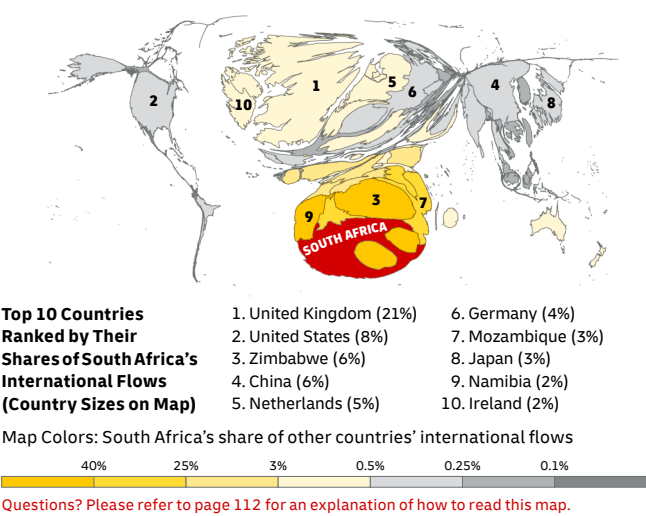 1
2
3
4
5
6
7
8
9
10
SOUTH AFRICA
Top 10 Countries
Ranked by Their
Shares of South Africa's
International Flows
(Country Sizes on Map)
1. United Kingdom (21%)
2. United States (8%)
3. Zimbabwe (6%)
4. China (6%)
5. Netherlands (5%)
6. Germany (4%)
7. Mozambique (3%)
8. Japan (3%)
9. Namibia (2%)
10. Ireland (2%)
Map Colors: South Africa's share of other countries' international flows
40% 25% 3% 0.5% 0.25% 0.1%
Questions? Please refer to page 112 for an explanation of how to read this map.